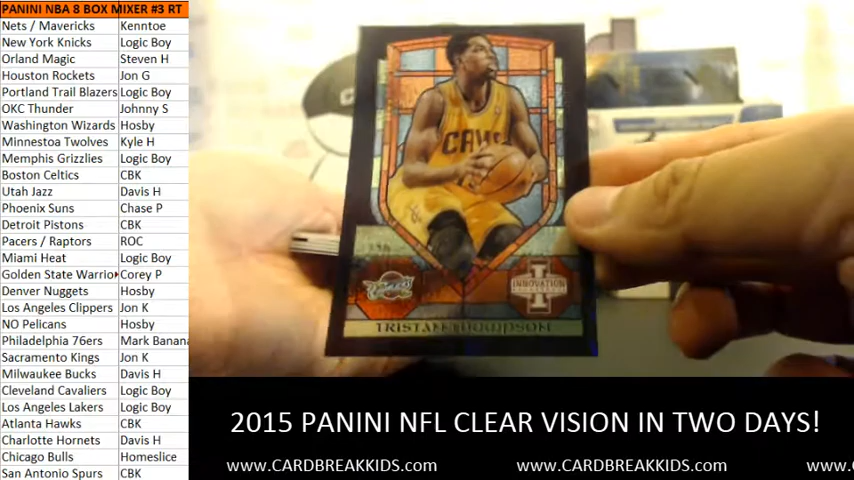 PANINI NBA 8 BOX MIXER #3 RT
Nets / Mavericks Kenntoe
New York Knicks Logic Boy
Orland Magic Steven H
Houston Rockets Jon G
Portland Trail Blazers Logic Boy
OKC Thunder Johnny S
Washington Wizards Hosby
Minnestoa Twolves Kyle H
Memphis Grizzlies Logic Boy
Boston Celtics CBK
Utah Jazz Davis H
Phoenix Suns Chase P
Detroit Pistons CBK
Pacers / Raptors ROC
Miami Heat Logic Boy
Golden State Warrio Corey P
Denver Nuggets Hosby
Los Angeles Clippers Jon K
NO Pelicans Hosby
Philadelphia 76ers Mark Banana
Sacramento Kings Jon K
Milwaukee Bucks Davis H
Cleveland Cavaliers Logic Boy
Los Angeles Lakers Logic Boy
Atlanta Hawks CBK
Charlotte Hornets Davis H
Chicago Bulls Homeslice
San Antonio Spurs CBK
CAVS
INNOVATION
TRISTAN THOMPSON
2015 PANINI NFL CLEAR VISION IN TWO DAYS!
www.CARDBREAKKIDS.com www.CARDBREAKKIDS.com www.